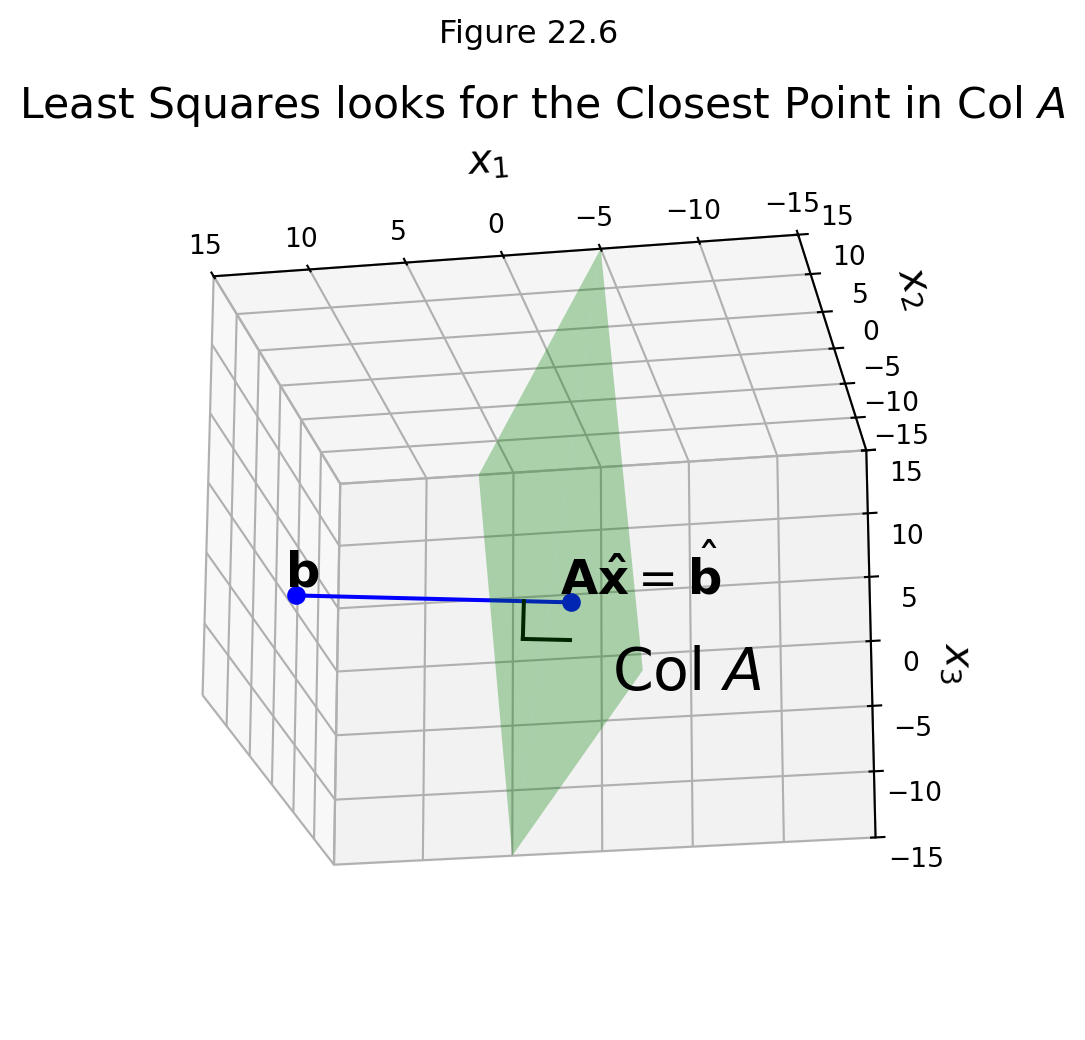 Figure 22.6
Least Squares looks for the Closest Point in Col A
x₁
15 10 5 0 −5 −10 −15
15
10
5
0
−5
−10
−15
x₂
15
10
5
0
−5
−10
−15
x₃
b
Ax̂ = b̂
Col A